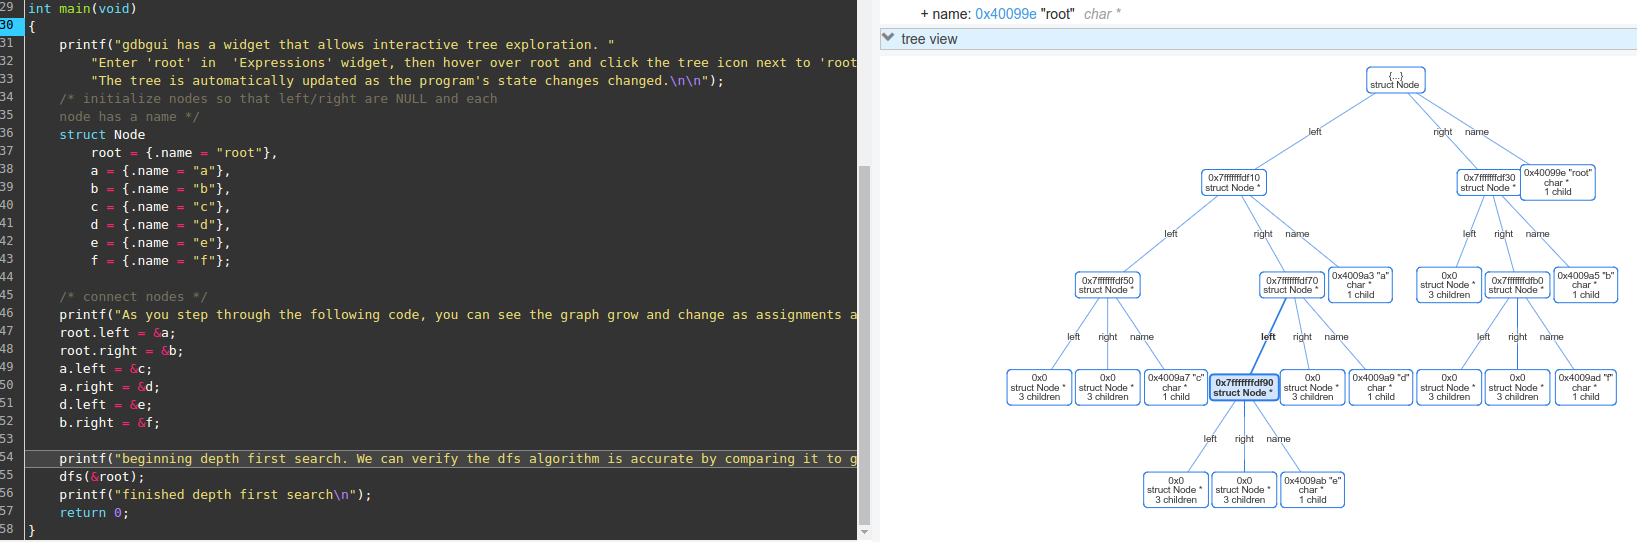 29 int main(void)
30 {
31 printf("gdbgui has a widget that allows interactive tree exploration. "
32 "Enter 'root' in  'Expressions' widget, then hover over root and click the tree icon next to 'root
33 "The tree is automatically updated as the program's state changes changed.\n\n");
34 /* initialize nodes so that left/right are NULL and each
35 node has a name */
36 struct Node
37 root = {.name = "root"},
38 a = {.name = "a"},
39 b = {.name = "b"},
40 c = {.name = "c"},
41 d = {.name = "d"},
42 e = {.name = "e"},
43 f = {.name = "f"};
44
45 /* connect nodes */
46 printf("As you step through the following code, you can see the graph grow and change as assignments a
47 root.left = &a;
48 root.right = &b;
49 a.left = &c;
50 a.right = &d;
51 d.left = &e;
52 b.right = &f;
53
54 printf("beginning depth first search. We can verify the dfs algorithm is accurate by comparing it to g
55 dfs(&root);
56 printf("finished depth first search\n");
57 return 0;
58 }
+ name: 0x40099e "root" char *
tree view
{...}
struct Node
left
right
name
0x7fffffffdf10
struct Node *
0x7fffffffdf30
struct Node *
0x40099e "root"
char *
1 child
left
right
name
left
right
name
0x7fffffffdf50
struct Node *
0x7fffffffdf70
struct Node *
0x4009a3 "a"
char *
1 child
0x0
struct Node *
3 children
0x7fffffffdfb0
struct Node *
0x4009a5 "b"
char *
1 child
left
right
name
left
right
name
left
right
name
0x0
struct Node *
3 children
0x0
struct Node *
3 children
0x4009a7 "c"
char *
1 child
0x7fffffffdf90
struct Node *
0x0
struct Node *
3 children
0x4009a9 "d"
char *
1 child
0x0
struct Node *
3 children
0x0
struct Node *
3 children
0x4009ad "f"
char *
1 child
left
right
name
0x0
struct Node *
3 children
0x0
struct Node *
3 children
0x4009ab "e"
char *
1 child